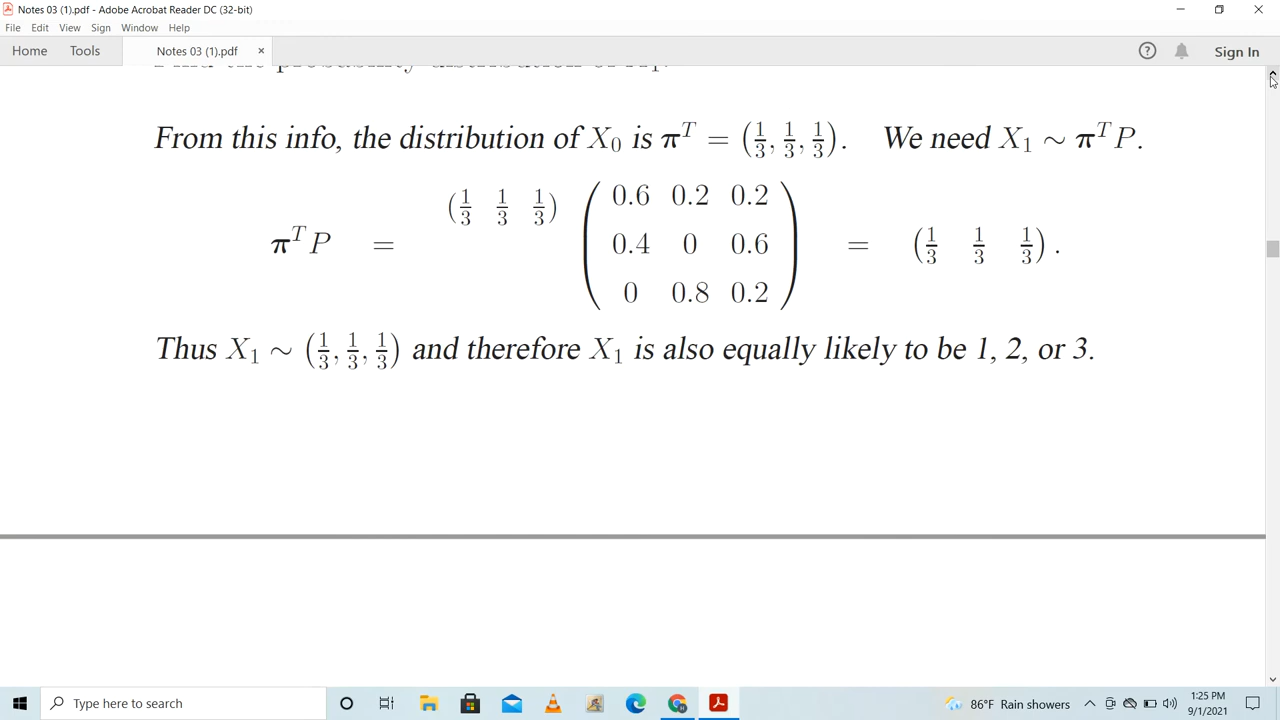 Notes 03 (1).pdf - Adobe Acrobat Reader DC (32-bit)
File Edit View Sign Window Help
Home Tools Notes 03 (1).pdf × Sign In
From this info, the distribution of X₀ is πᵀ = (1/3, 1/3, 1/3). We need X₁ ∼ πᵀP.
(1/3 1/3 1/3) 0.6 0.2 0.2
πᵀP = 0.4 0 0.6 = (1/3 1/3 1/3).
0 0.8 0.2
Thus X₁ ∼ (1/3, 1/3, 1/3) and therefore X₁ is also equally likely to be 1, 2, or 3.
Type here to search
86°F Rain showers
1:25 PM
9/1/2021